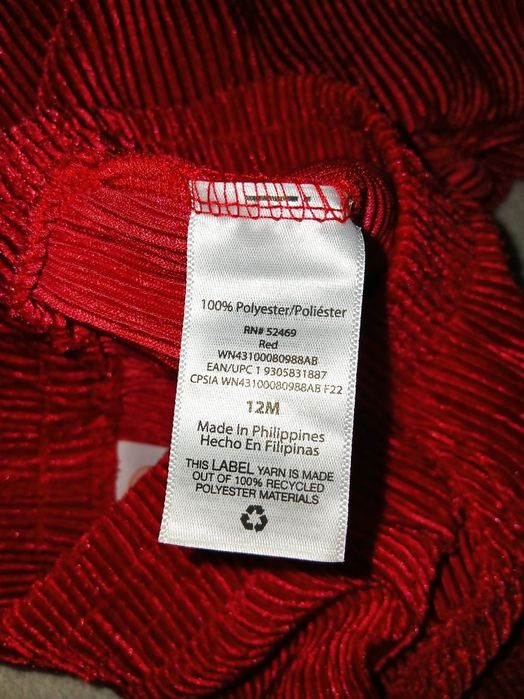 100% Polyester/Poliéster
RN# 52469
Red
WN43100080988AB
EAN/UPC 1 9305831887
CPSIA WN43100080988AB F22
12M
Made In Philippines
Hecho En Filipinas
THIS LABEL YARN IS MADE
OUT OF 100% RECYCLED
POLYESTER MATERIALS